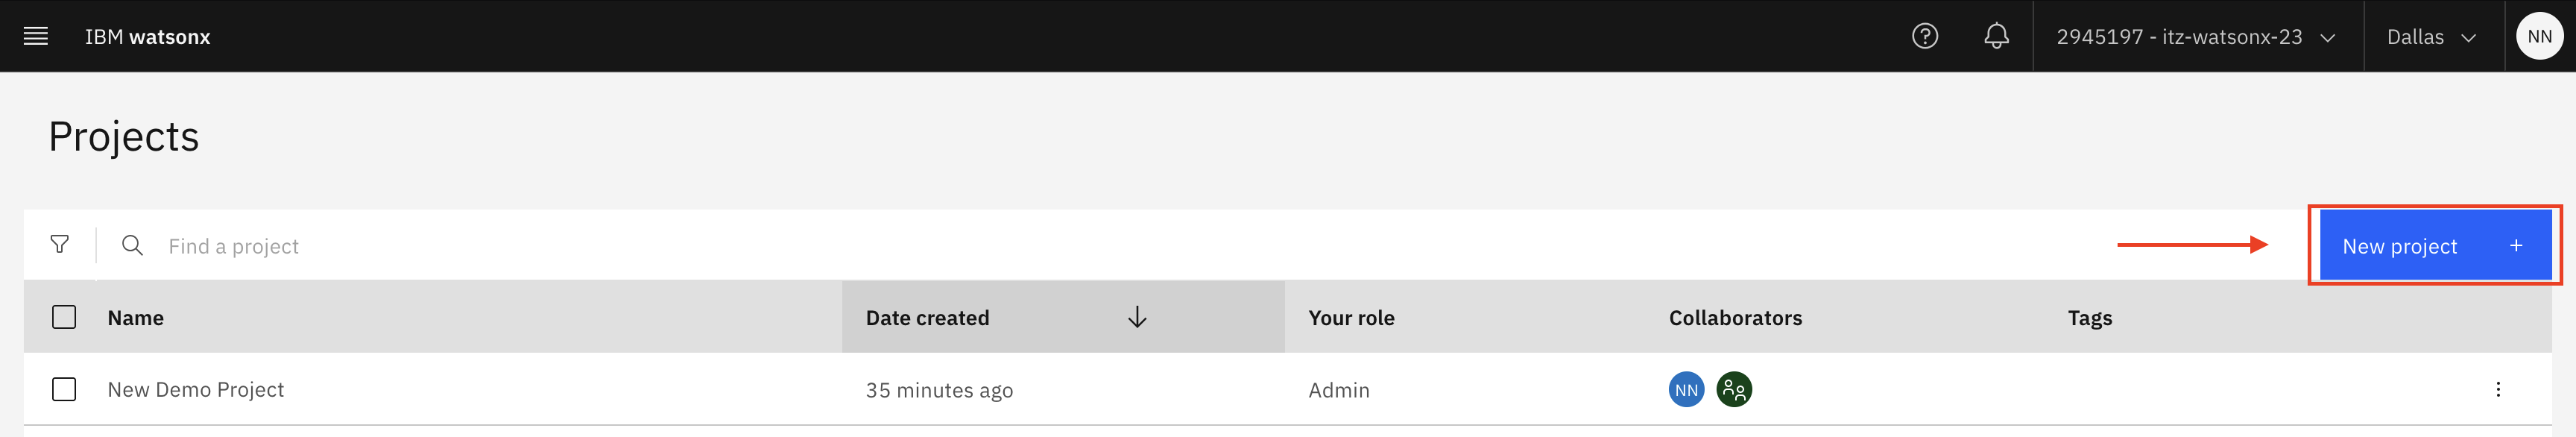 IBM watsonx
2945197 - itz-watsonx-23
Dallas
NN
Projects
Find a project
New project +
Name
Date created
Your role
Collaborators
Tags
New Demo Project
35 minutes ago
Admin
NN